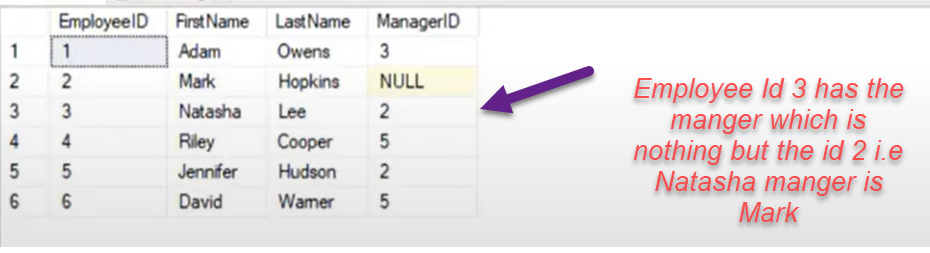 EmployeeID FirstName LastName ManagerID
1 1 Adam Owens 3
2 2 Mark Hopkins NULL
3 3 Natasha Lee 2
4 4 Riley Cooper 5
5 5 Jennifer Hudson 2
6 6 David Warner 5
Employee Id 3 has the
manger which is
nothing but the id 2 i.e
Natasha manger is
Mark